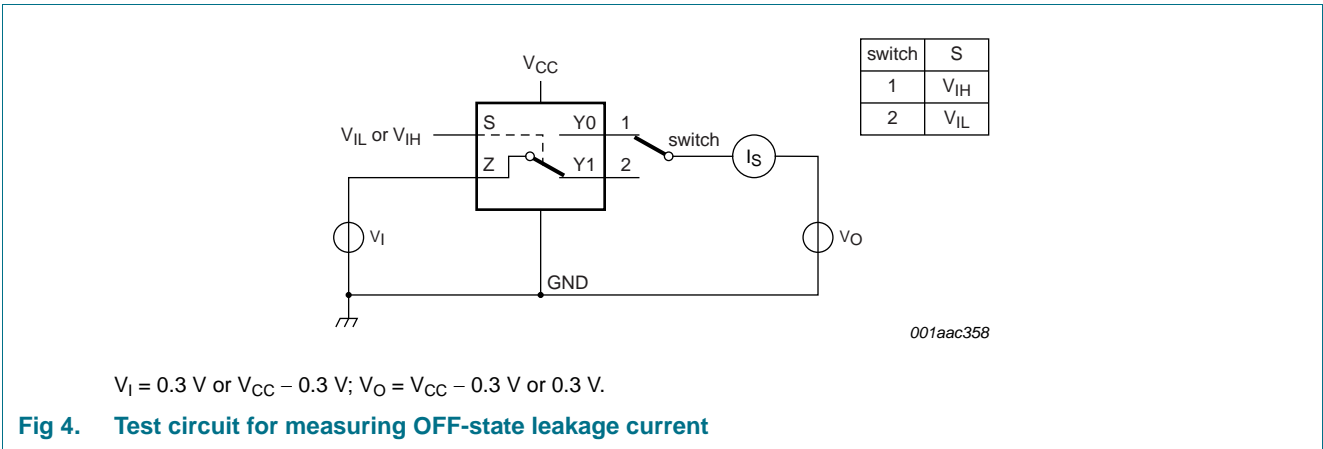 switch S
1 VIH
2 VIL
VCC
VIL or VIH
S
Y0
1
switch
Z
Y1
2
IS
VI
VO
GND
001aac358
VI = 0.3 V or VCC − 0.3 V; VO = VCC − 0.3 V or 0.3 V.
Fig 4. Test circuit for measuring OFF-state leakage current